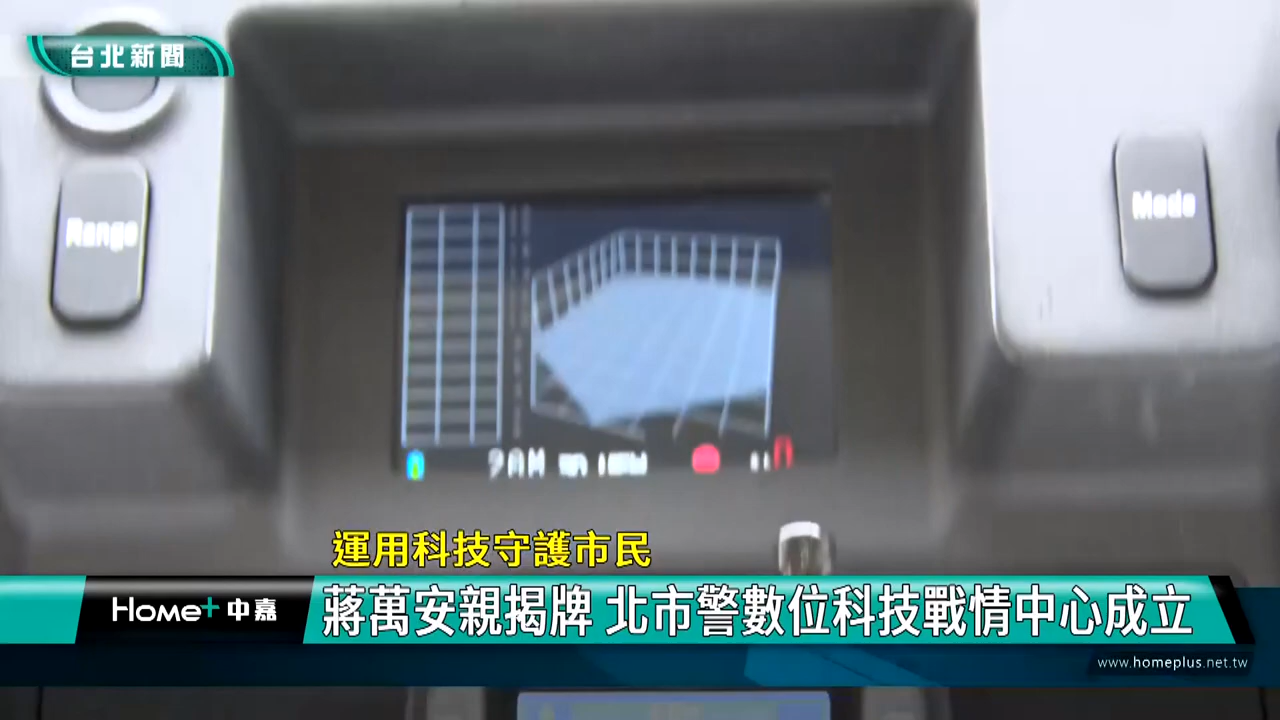 台北新聞
Range
Mode
運用科技守護市民
Home+中嘉
蔣萬安親揭牌 北市警數位科技戰情中心成立
www.homeplus.net.tw